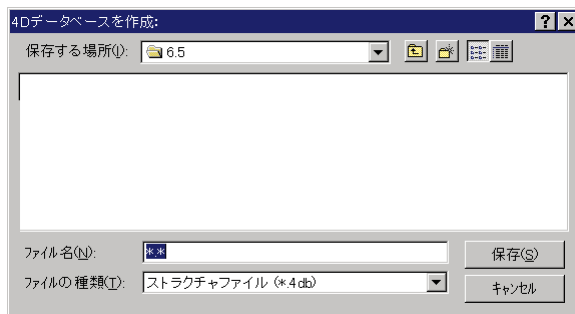 4Dデータベースを作成:
保存する場所(I): 6.5
ファイル名(N): *.*
保存(S)
ファイルの種類(T): ストラクチャファイル (*.4db)
キャンセル